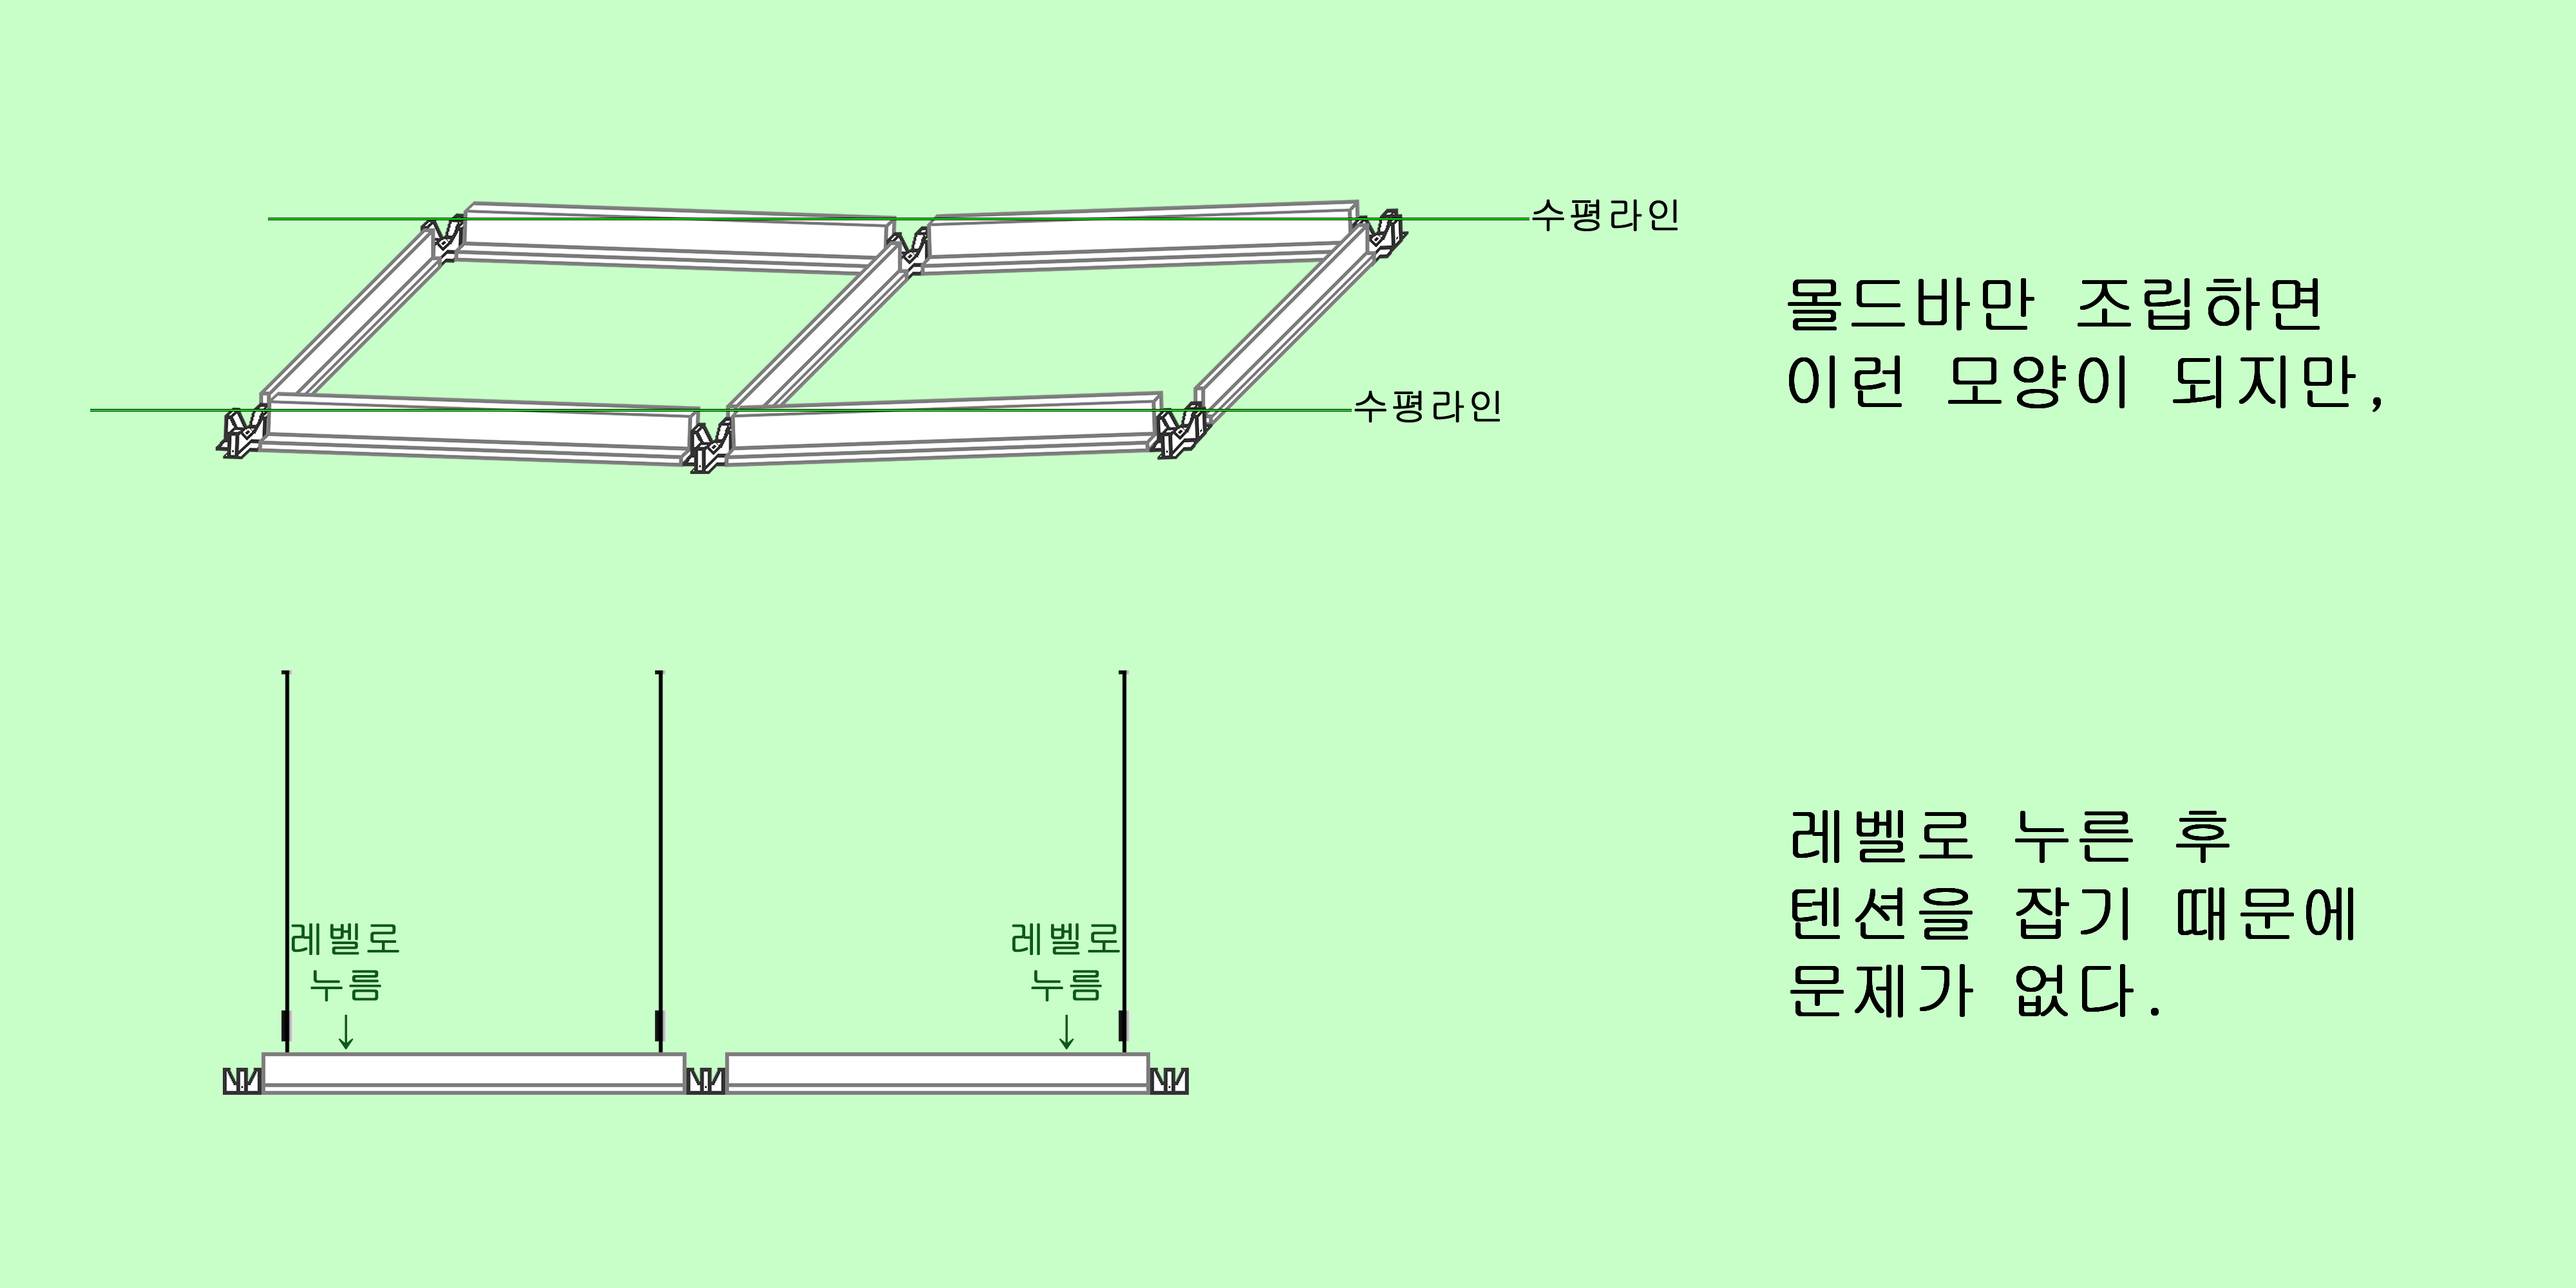 수평라인
몰드바만 조립하면
이런 모양이 되지만,
수평라인
레벨로 누른 후
텐션을 잡기 때문에
문제가 없다.
레벨로
누름
↓
레벨로
누름
↓